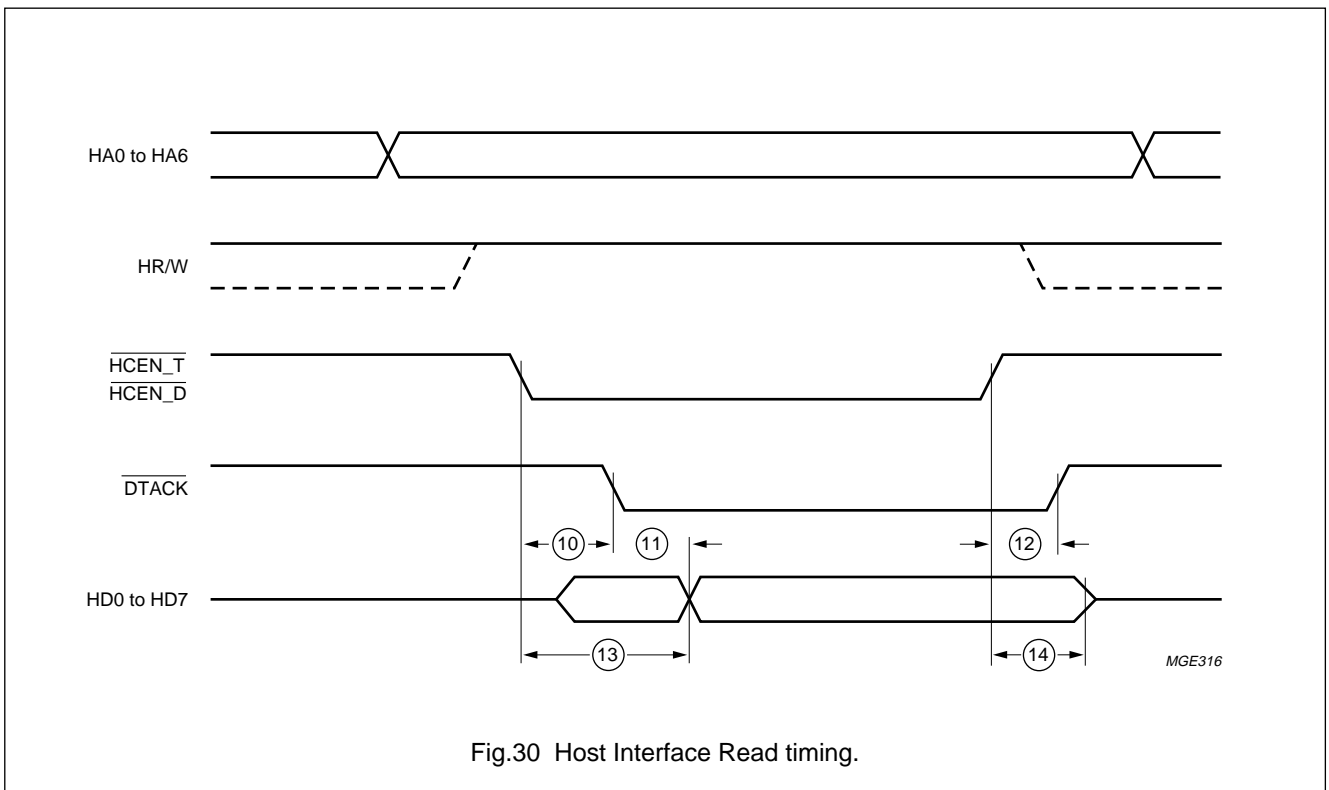 HA0 to HA6
HR/W
HCEN_T
HCEN_D
DTACK
10 11 12
HD0 to HD7
13 14
MGE316
Fig.30 Host Interface Read timing.